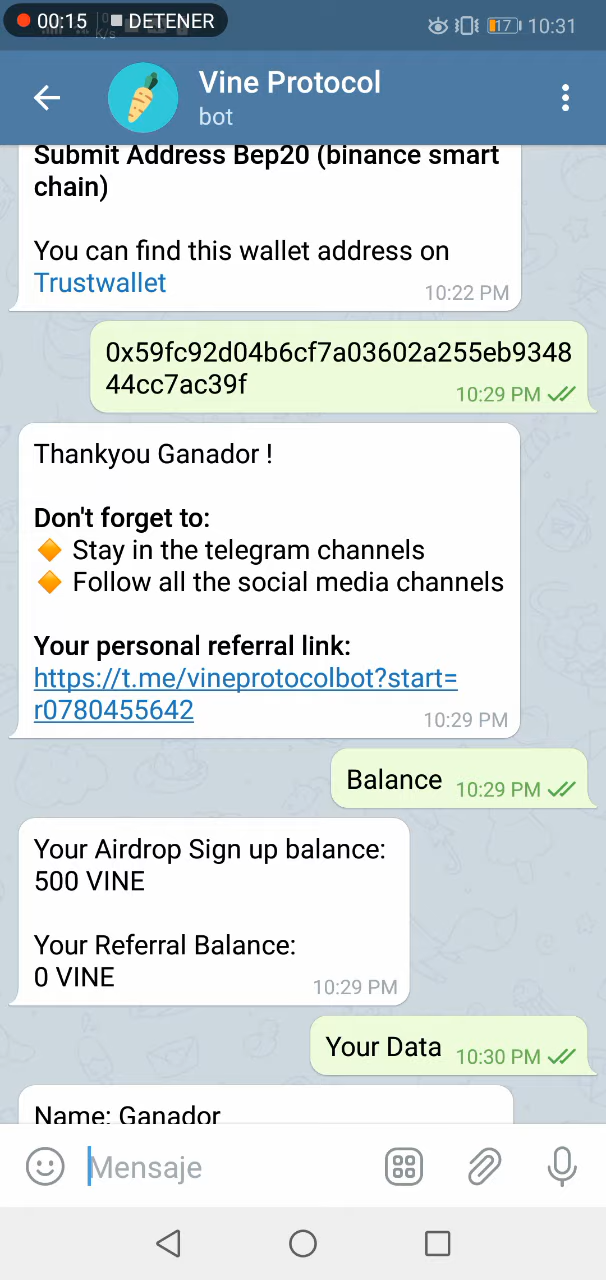 00:15 DETENER
K/s
17 10:31
Vine Protocol
bot
Submit Address Bep20 (binance smart
chain)
You can find this wallet address on
Trustwallet
10:22 PM
0x59fc92d04b6cf7a03602a255eb9348
44cc7ac39f
10:29 PM
Thankyou Ganador !
Don't forget to:
Stay in the telegram channels
Follow all the social media channels
Your personal referral link:
https://t.me/vineprotocolbot?start=
r0780455642
10:29 PM
Balance 10:29 PM
Your Airdrop Sign up balance:
500 VINE
Your Referral Balance:
0 VINE
10:29 PM
Your Data 10:30 PM
Name: Ganador
Mensaje